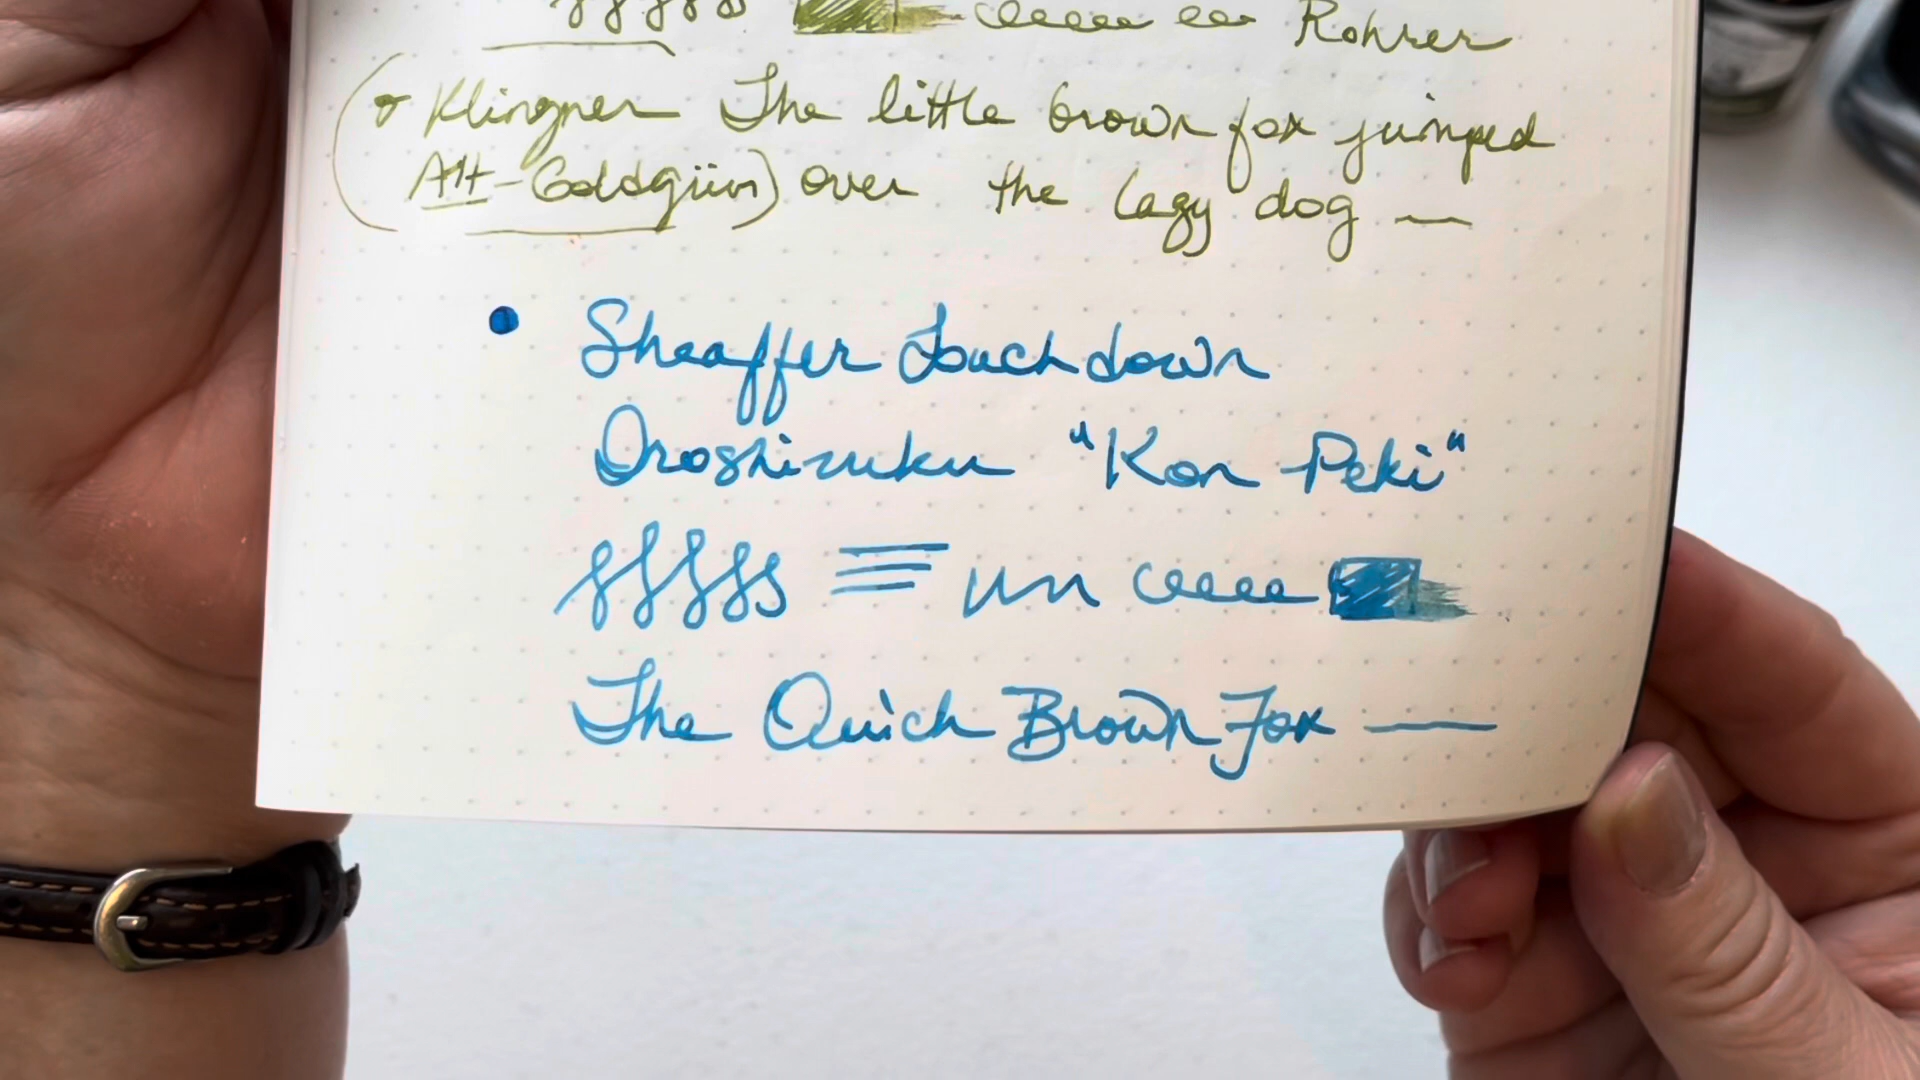 Rohrer
& Klingner The little brown fox jumped
Alt-Goldgrün) over the lazy dog —
Sheaffer Touchdown
Iroshizuku "Kon Peki"
The Quick Brown Fox —